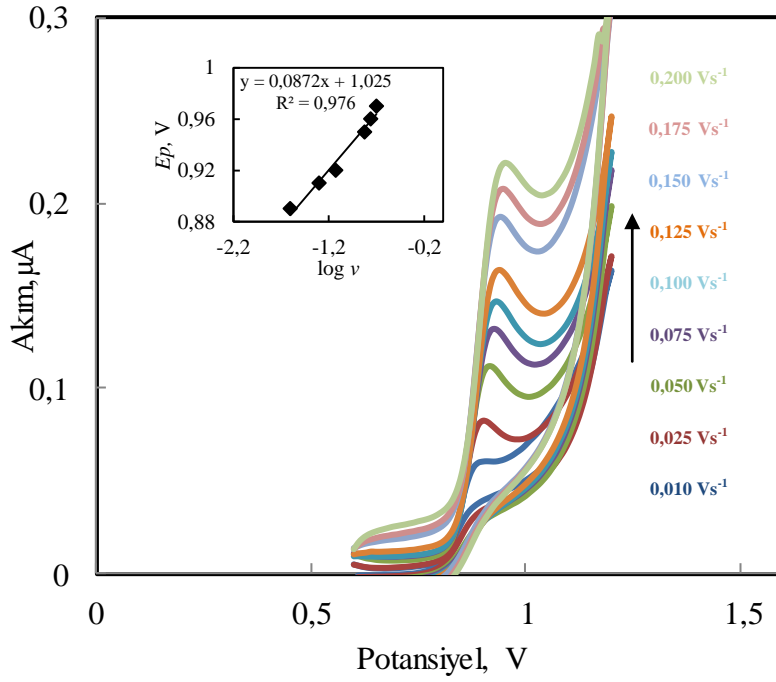 0,3
0,2
0,1
0
0
0,5
1
1,5
Akım,µA
Potansiyel, V
1
0,96
0,92
0,88
-2,2
-1,2
-0,2
Ep, V
log v
y = 0,0872x + 1,025
R² = 0,976
0,200 Vs⁻¹
0,175 Vs⁻¹
0,150 Vs⁻¹
0,125 Vs⁻¹
0,100 Vs⁻¹
0,075 Vs⁻¹
0,050 Vs⁻¹
0,025 Vs⁻¹
0,010 Vs⁻¹